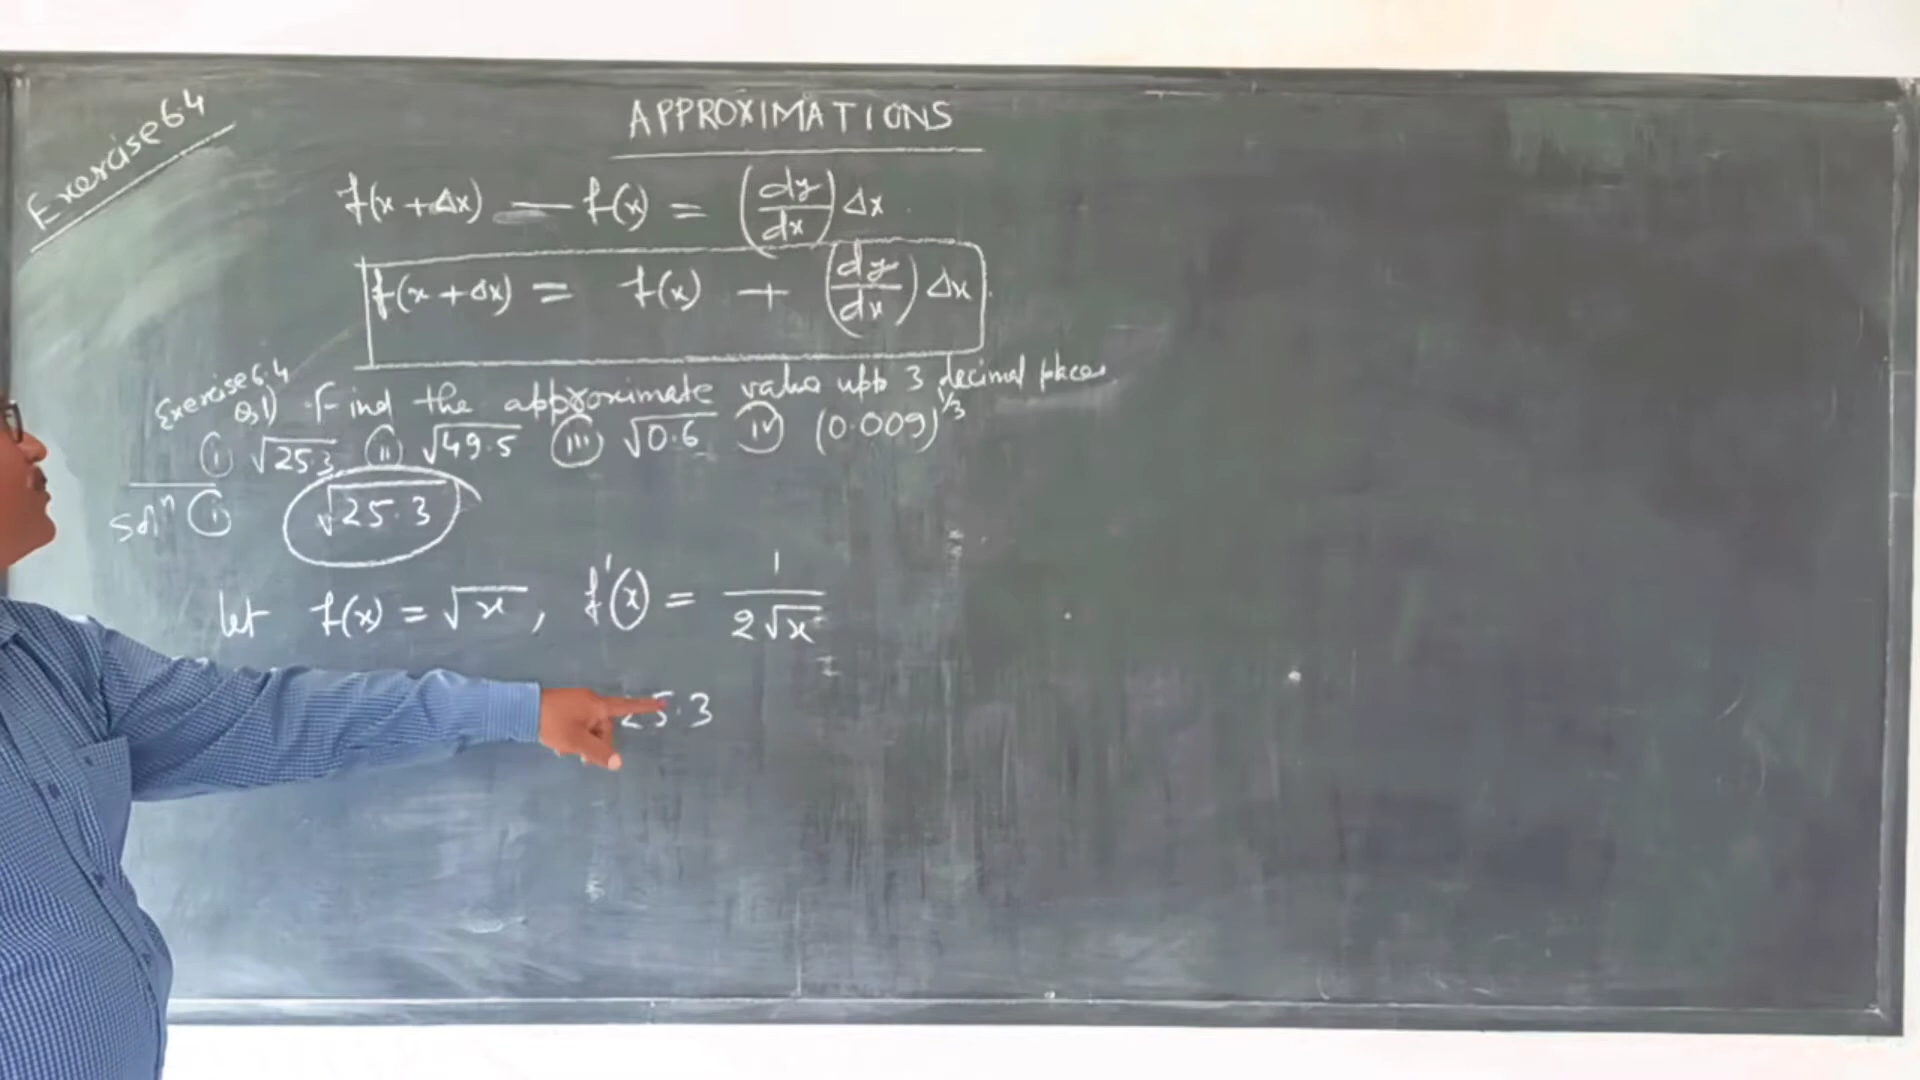 Exercise 6.4
APPROXIMATIONS
f(x + Δx) — f(x) = (dy/dx) Δx
f(x + Δx) = f(x) + (dy/dx) Δx.
Exercise 6.4
Q,1) Find the approximate value upto 3 decimal places
(i) √25.3 (ii) √49.5 (iii) √0.6 (iv) (0.009)^1/3
Solⁿ (i) √25.3
let f(x) = √x, f'(x) = 1/(2√x)
25.3